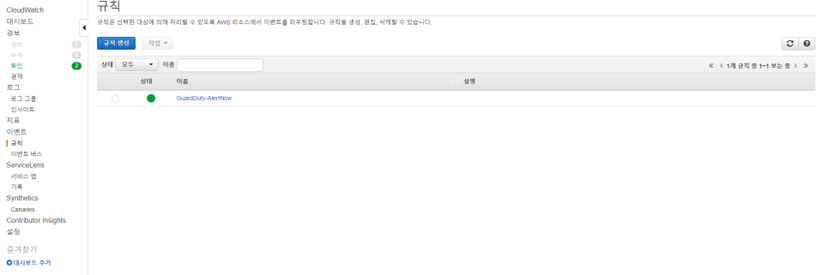 CloudWatch
대시보드
경보
경보 0
부족 0
확인 2
결제
로그
로그 그룹
인사이트
지표
이벤트
규칙
이벤트 버스
ServiceLens
서비스 맵
기록
Synthetics
Canaries
Contributor Insights
설정
즐겨찾기
대시보드 추가
규칙
규칙은 선택한 대상에 의해 처리될 수 있도록 AWS 리소스에서 이벤트를 라우팅합니다. 규칙을 생성, 편집, 삭제할 수 있습니다.
규칙 생성 작업
상태 모두 이름 1개 규칙 중 1~1 보는 중
상태 이름 설명
GuardDuty-AlertNow